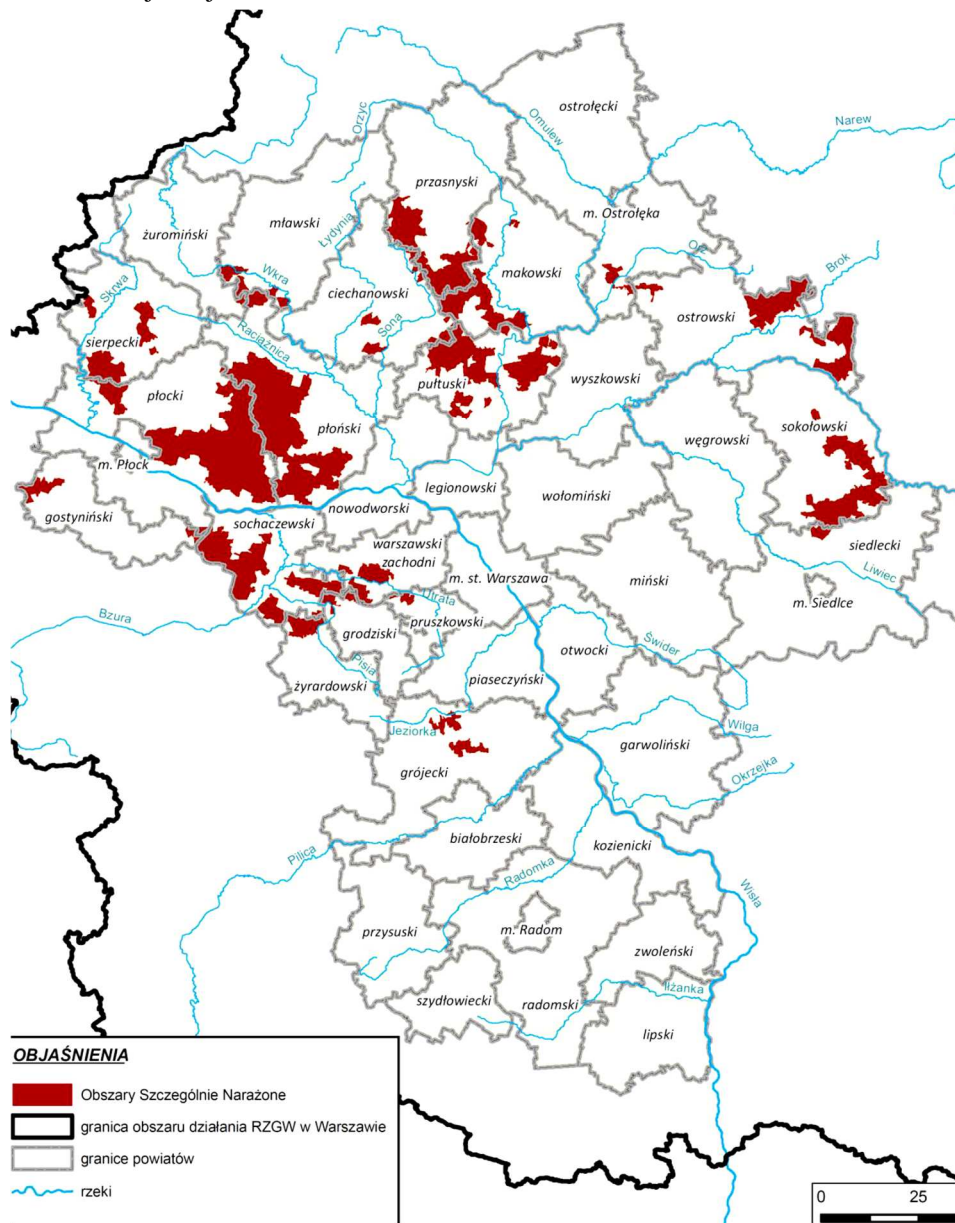 ostrołęcki
Narew
Omulew
Orzyc
przasnyski
m. Ostrołęka
mławski
żuromiński
Łydynia
makowski
Orz
Brok
Wkra
Skrwa
ciechanowski
Sona
ostrowski
Raciążnica
sierpecki
płocki
pułtuski
wyszkowski
płoński
węgrowski
sokołowski
m. Płock
legionowski
wołomiński
nowodworski
gostyniński
sochaczewski
siedlecki
warszawski
zachodni
m. st. Warszawa
miński
Liwiec
m. Siedlce
Utrata
Bzura
pruszkowski
grodziski
otwocki
Świder
Pisia
żyrardowski
piaseczyński
Wilga
Jeziorka
garwoliński
grójecki
Okrzejka
białobrzeski
kozienicki
Pilica
Radomka
Wisła
przysuski
m. Radom
zwoleński
Iłżanka
szydłowiecki
radomski
lipski
OBJAŚNIENIA
Obszary Szczególnie Narażone
granica obszaru działania RZGW w Warszawie
granice powiatów
rzeki
0 25